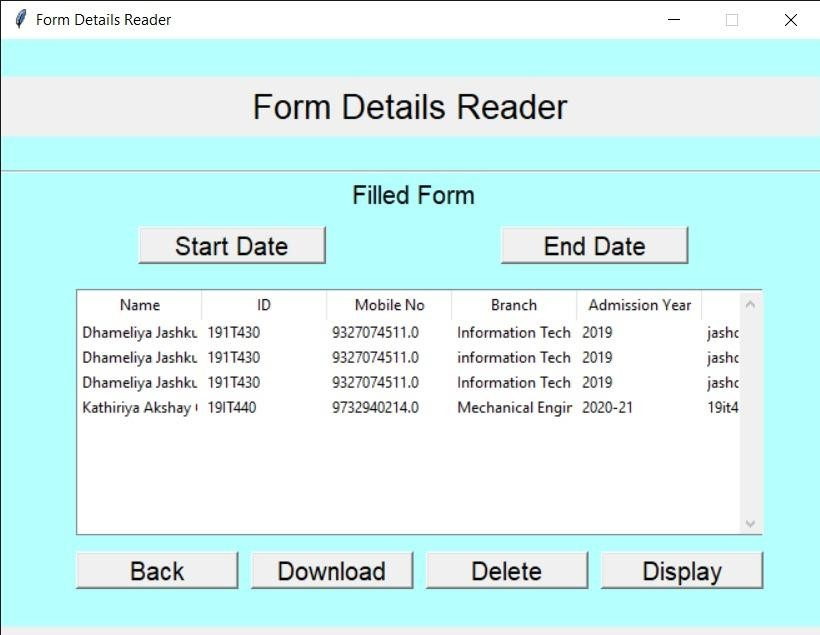 Form Details Reader
Form Details Reader
Filled Form
Start Date End Date
Name ID Mobile No Branch Admission Year
Dhameliya Jashku 191T430 9327074511.0 Information Tech 2019 jashc
Dhameliya Jashku 191T430 9327074511.0 information Tech 2019 jashc
Dhameliya Jashku 191T430 9327074511.0 Information Tech 2019 jashc
Kathiriya Akshay 19IT440 9732940214.0 Mechanical Engin 2020-21 19it4
Back Download Delete Display